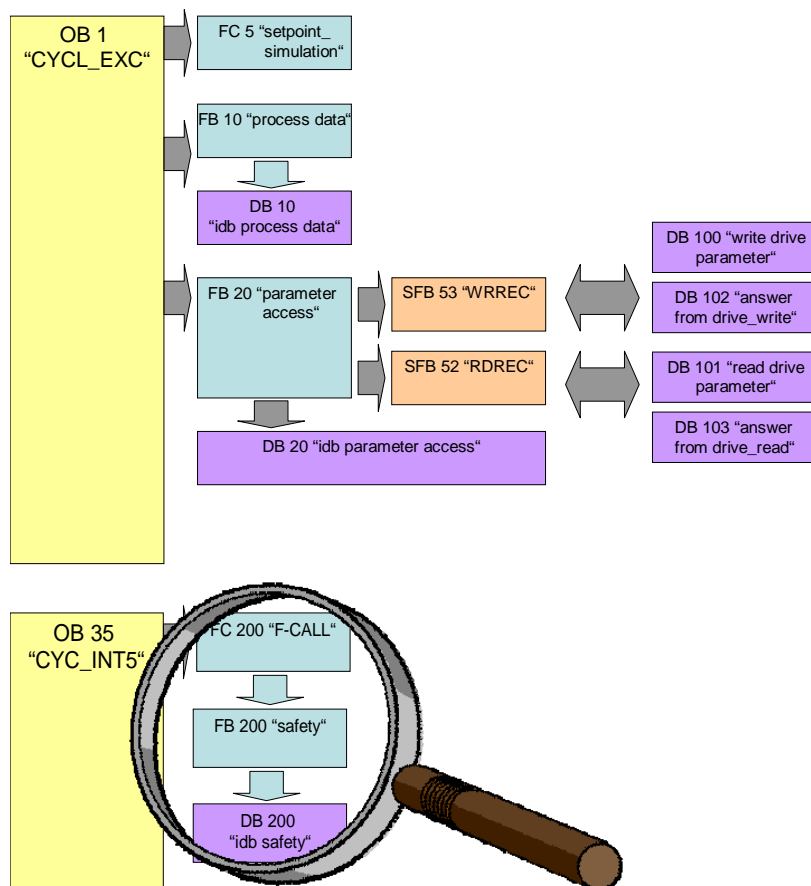 OB 1
“CYCL_EXC“
FC 5 “setpoint_
simulation“
FB 10 “process data“
DB 10
“idb process data“
FB 20 “parameter
access“
SFB 53 “WRREC“
SFB 52 “RDREC“
DB 100 “write drive
parameter“
DB 102 “answer
from drive_write“
DB 101 “read drive
parameter“
DB 103 “answer
from drive_read“
DB 20 “idb parameter access“
OB 35
“CYC_INT5“
FC 200 “F-CALL“
FB 200 “safety“
DB 200
“idb safety“